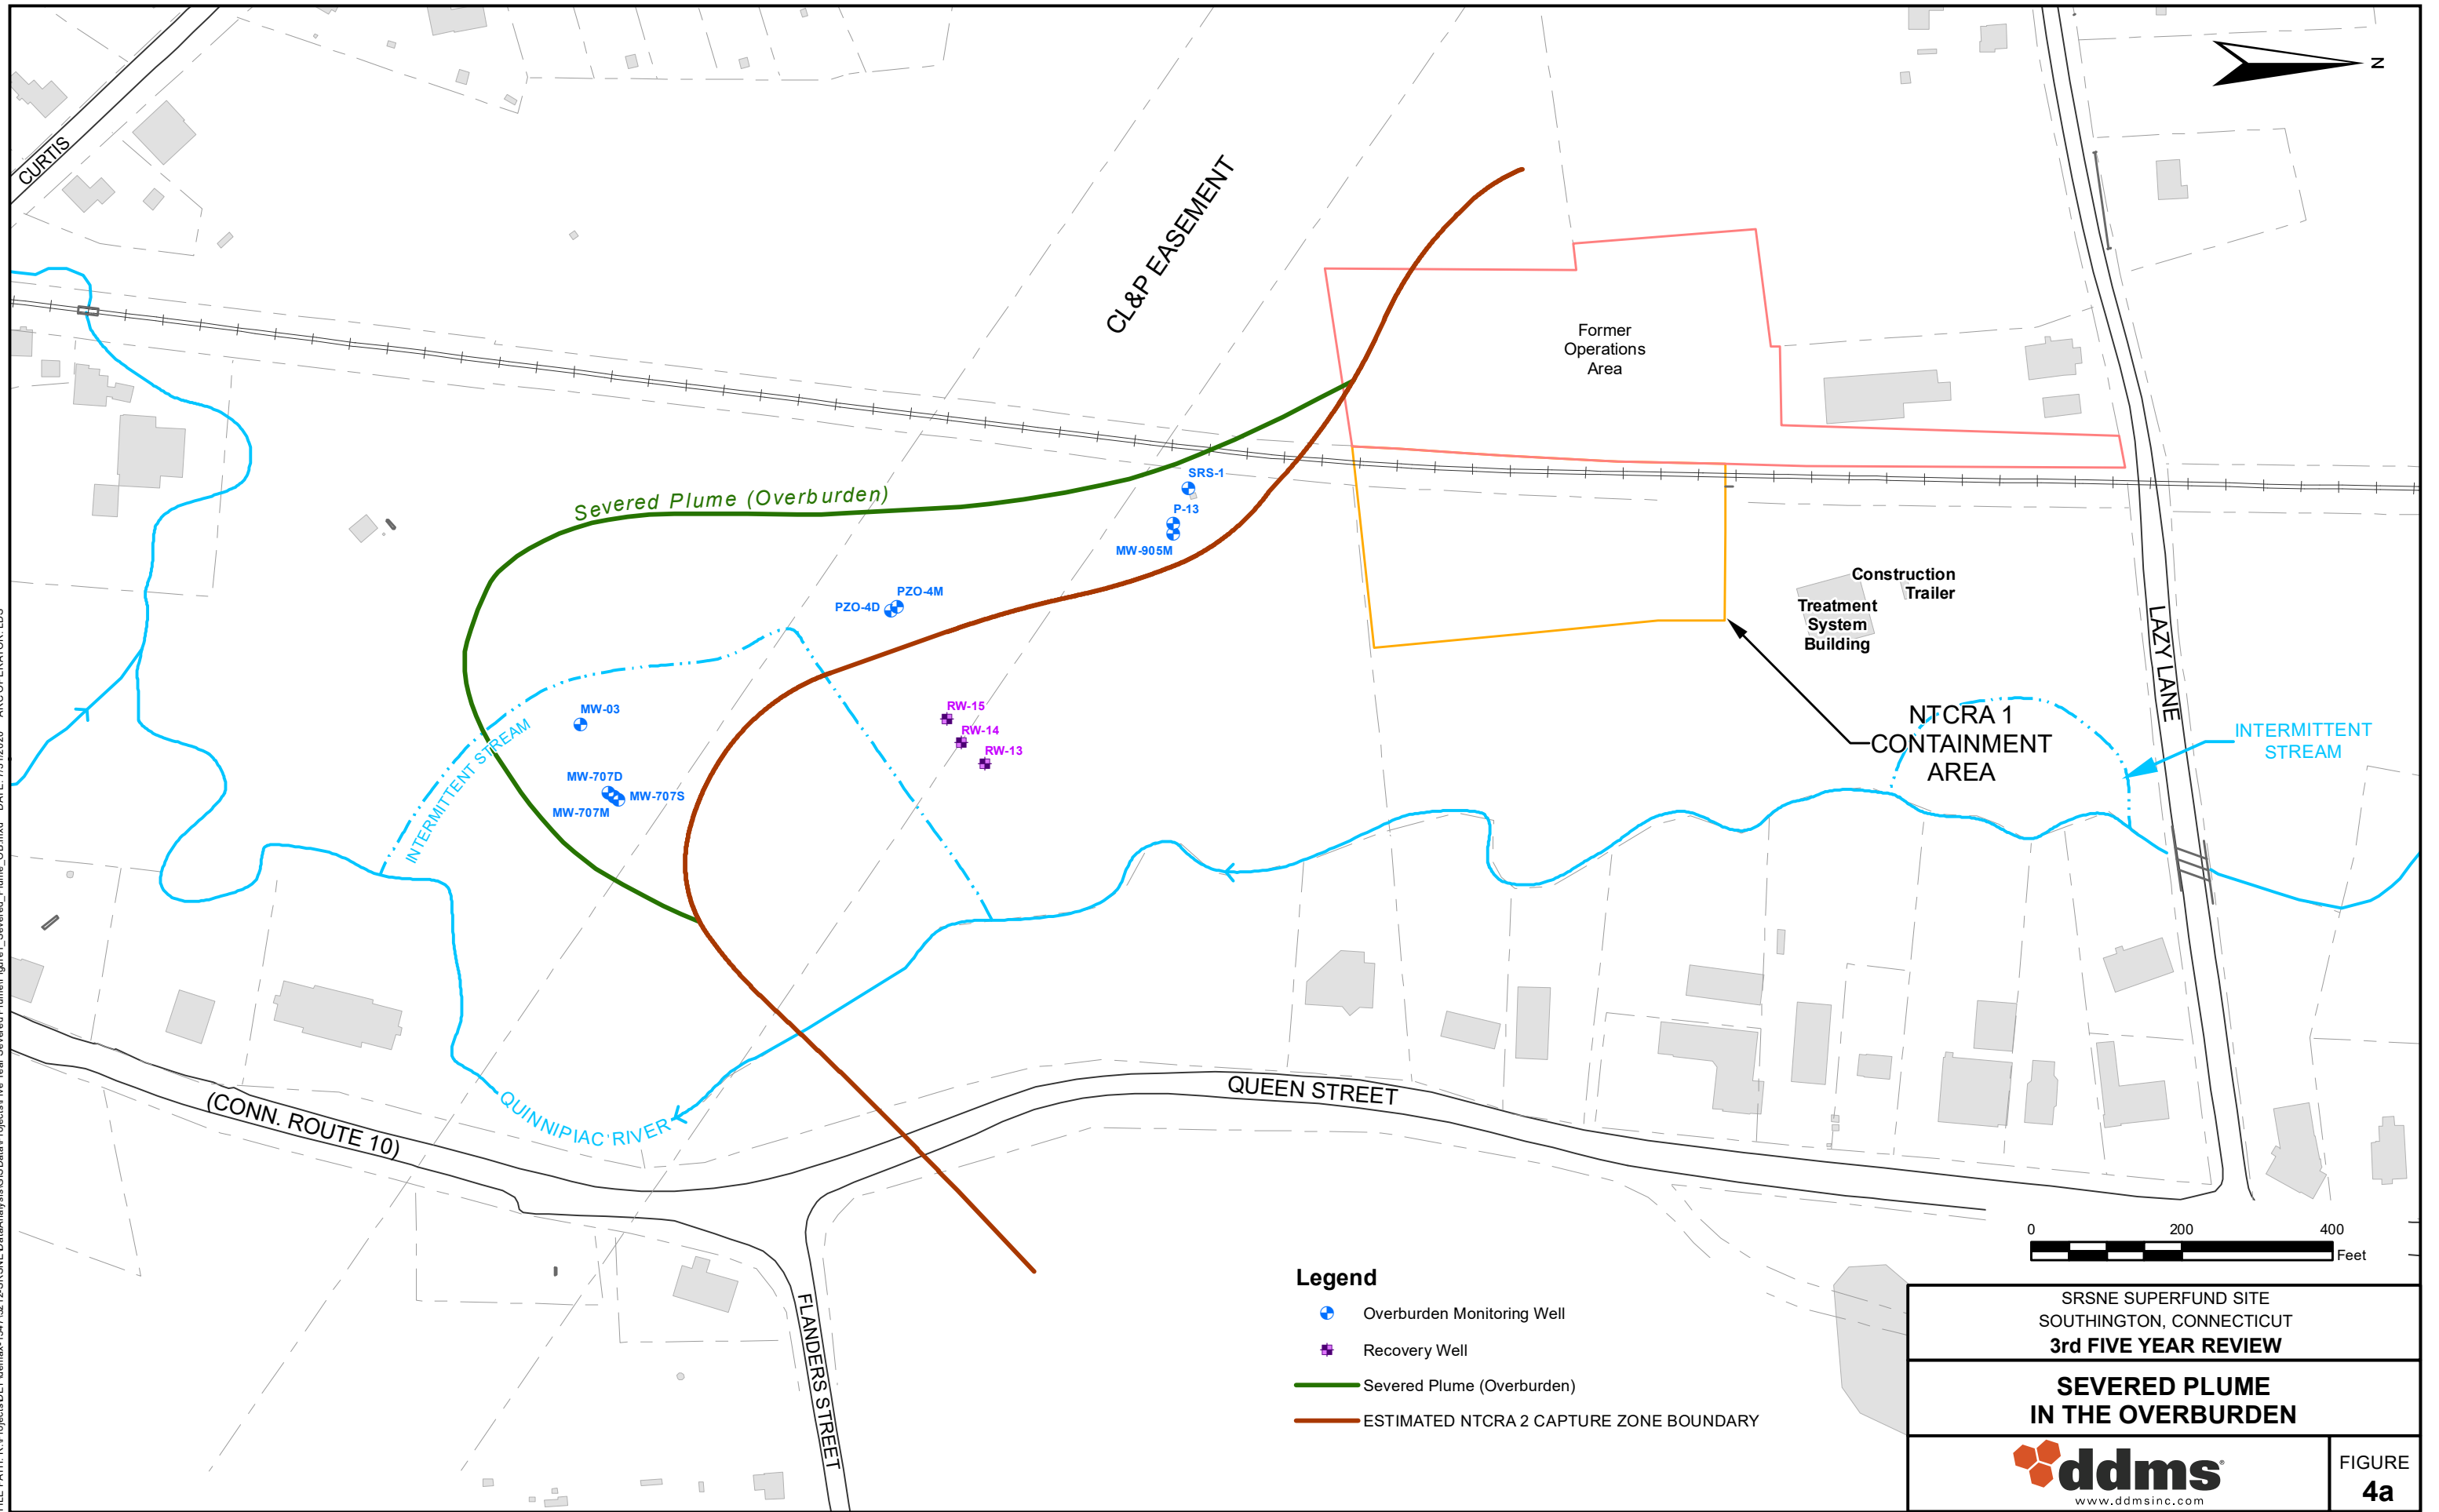 CURTIS
N
CL&P EASEMENT
Former
Operations
Area
SRS-1
P-13
MW-905M
Severed Plume (Overburden)
PZO-4M
PZO-4D
Construction
Trailer
Treatment
System
Building
LAZY LANE
MW-03
RW-15
RW-14
RW-13
NTCRA 1
CONTAINMENT
AREA
INTERMITTENT
STREAM
INTERMITTENT STREAM
MW-707D
MW-707S
MW-707M
QUINNIPIAC RIVER
QUEEN STREET
(CONN. ROUTE 10)
FLANDERS STREET
0 200 400
Feet
Legend
Overburden Monitoring Well
Recovery Well
Severed Plume (Overburden)
ESTIMATED NTCRA 2 CAPTURE ZONE BOUNDARY
SRSNE SUPERFUND SITE
SOUTHINGTON, CONNECTICUT
3rd FIVE YEAR REVIEW
SEVERED PLUME
IN THE OVERBURDEN
ddms
www.ddmsinc.com
FIGURE
4a